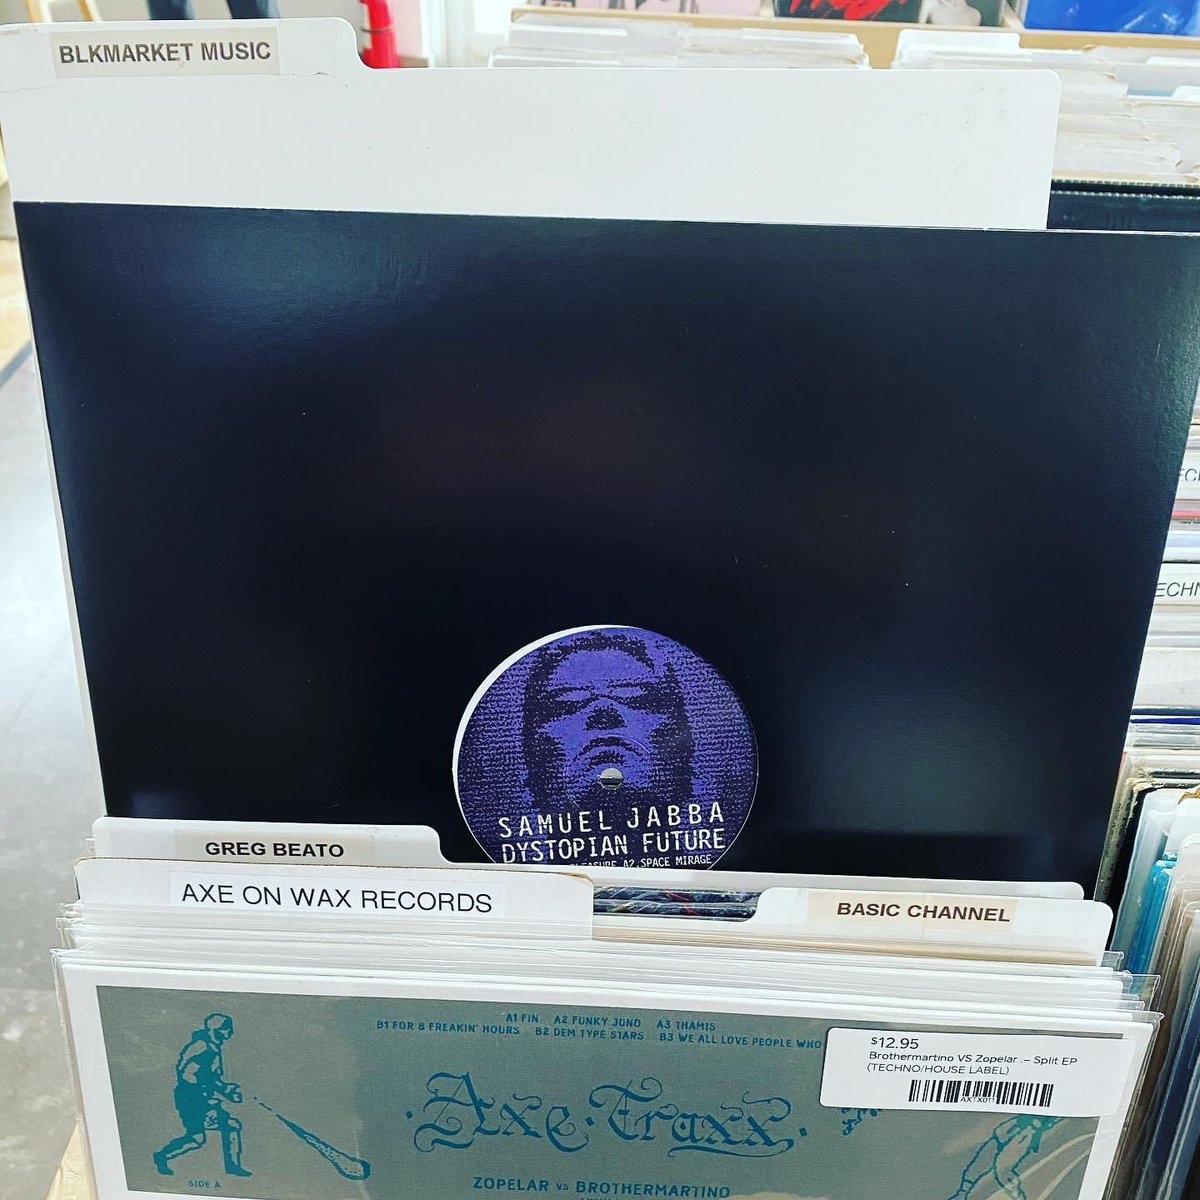 BLKMARKET MUSIC
SAMUEL JABBA
DYSTOPIAN FUTURE
A2 SPACE MIRAGE
GREG BEATO
AXE ON WAX RECORDS
BASIC CHANNEL
A1 FIN A2 FUNKY JUNO A3 THAMIS
B1 FOR 8 FREAKIN' HOURS B2 DEM TYPE STARS B3 WE ALL LOVE PEOPLE WHO
$12.95
Brothermartino VS Zopelar .– Split EP
(TECHNO/HOUSE LABEL)
AXTX011
Axe · Traxx
SIDE A
ZOPELAR VS BROTHERMARTINO